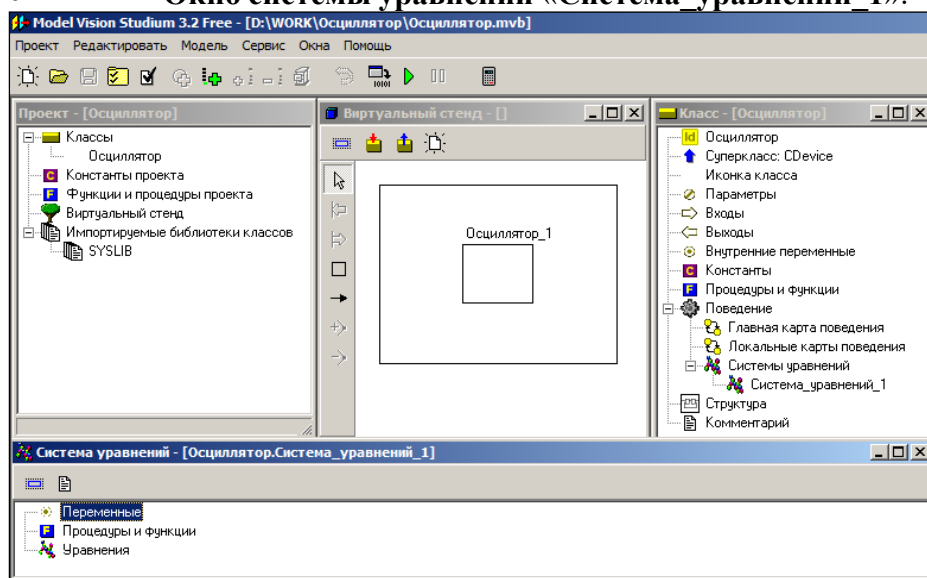 Окно системы уравнений «Система_уравнений_1».
Model Vision Studium 3.2 Free - [D:\WORK\Осциллятор\Осциллятор.mvb]
Проект Редактировать Модель Сервис Окна Помощь
Проект - [Осциллятор]
Классы
Осциллятор
Константы проекта
Функции и процедуры проекта
Виртуальный стенд
Импортируемые библиотеки классов
SYSLIB
Виртуальный стенд - []
Осциллятор_1
Класс - [Осциллятор]
Осциллятор
Суперкласс: CDevice
Иконка класса
Параметры
Входы
Выходы
Внутренние переменные
Константы
Процедуры и функции
Поведение
Главная карта поведения
Локальные карты поведения
Системы уравнений
Система_уравнений_1
Структура
Комментарий
Система уравнений - [Осциллятор.Система_уравнений_1]
Переменные
Процедуры и функции
Уравнения